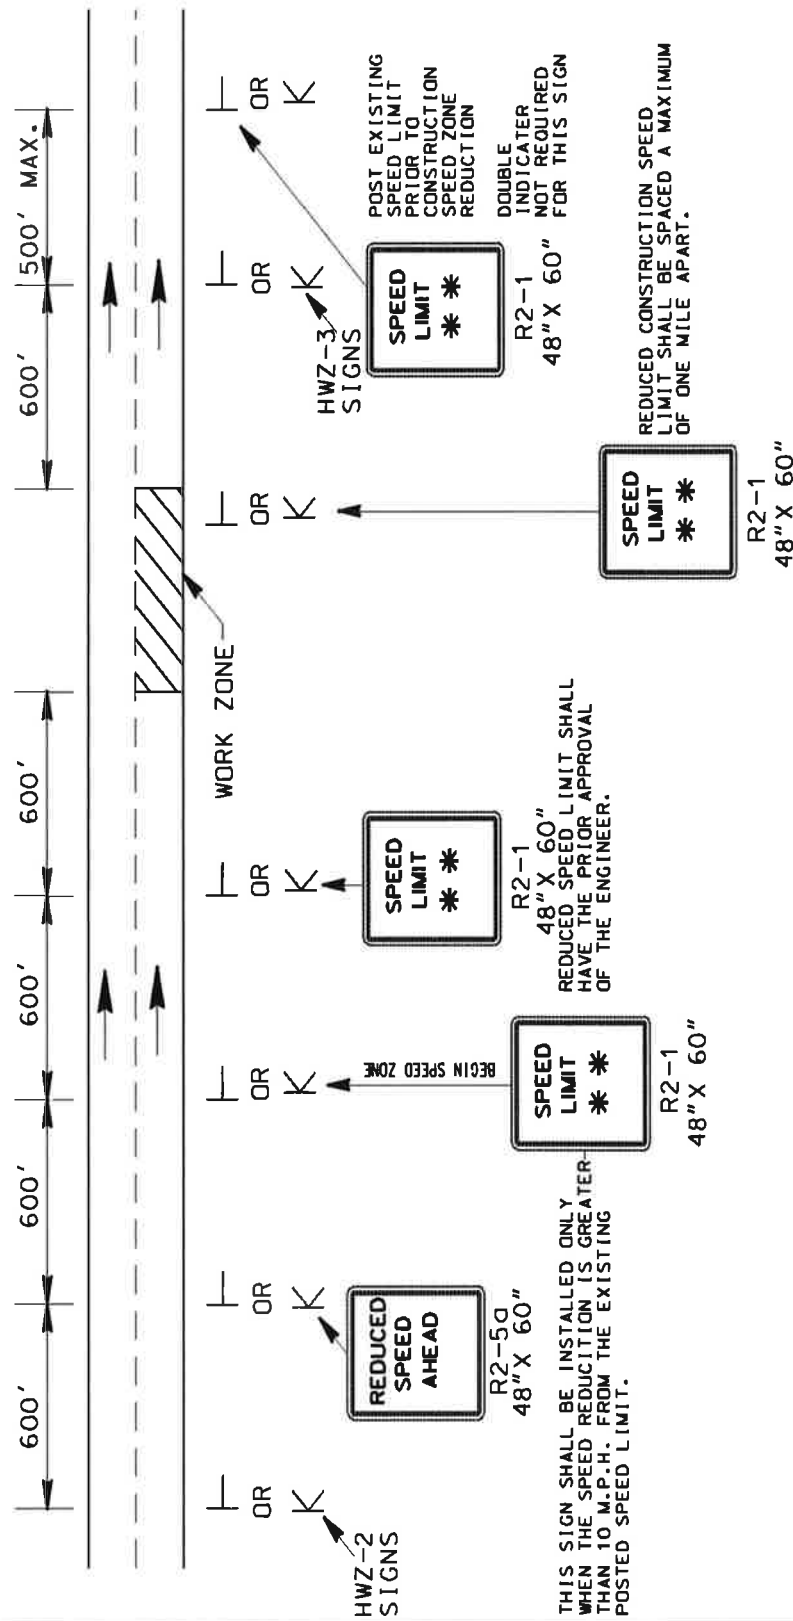 600'
600'
600'
600'
600'
500' MAX.
OR
OR
OR
OR
OR
OR
OR
HWZ-2
SIGNS
REDUCED
SPEED
AHEAD
R2-5a
48"X 60"
THIS SIGN SHALL BE INSTALLED ONLY
WHEN THE SPEED REDUCITION IS GREATER
THAN 10 M.P.H. FROM THE EXISTING
POSTED SPEED LIMIT.
BEGIN SPEED ZONE
SPEED
LIMIT
* *
R2-1
48"X 60"
SPEED
LIMIT
* *
R2-1
48"X 60"
REDUCED SPEED LIMIT SHALL
HAVE THE PRIOR APPROVAL
OF THE ENGINEER.
WORK ZONE
SPEED
LIMIT
* *
R2-1
48"X 60"
REDUCED CONSTRUCTION SPEED
LIMIT SHALL BE SPACED A MAXIMUM
OF ONE MILE APART.
HWZ-3
SIGNS
SPEED
LIMIT
* *
R2-1
48"X 60"
POST EXISTING
SPEED LIMIT
PRIOR TO
CONSTRUCTION
SPEED ZONE
REDUCTION
DOUBLE
INDICATER
NOT REQUIRED
FOR THIS SIGN